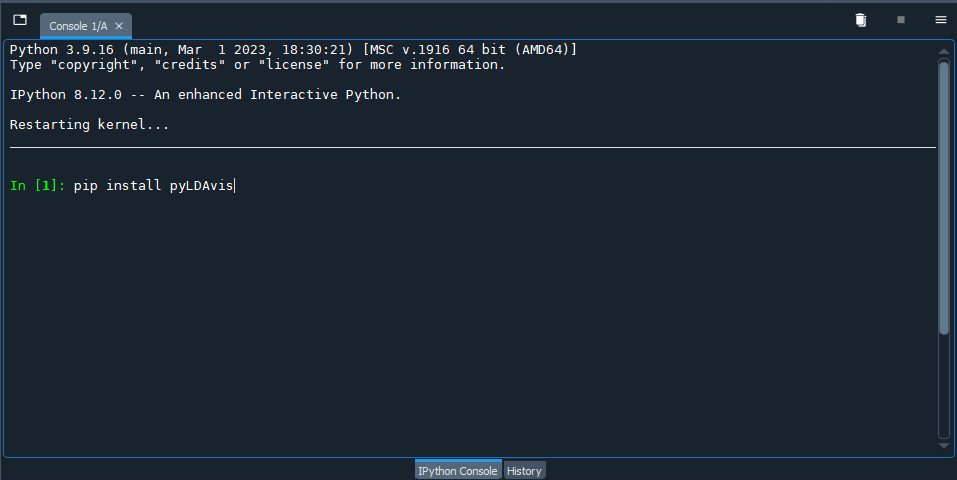 Console 1/A
Python 3.9.16 (main, Mar  1 2023, 18:30:21) [MSC v.1916 64 bit (AMD64)]
Type "copyright", "credits" or "license" for more information.
IPython 8.12.0 -- An enhanced Interactive Python.
Restarting kernel...
In [1]: pip install pyLDAvis
IPython Console History